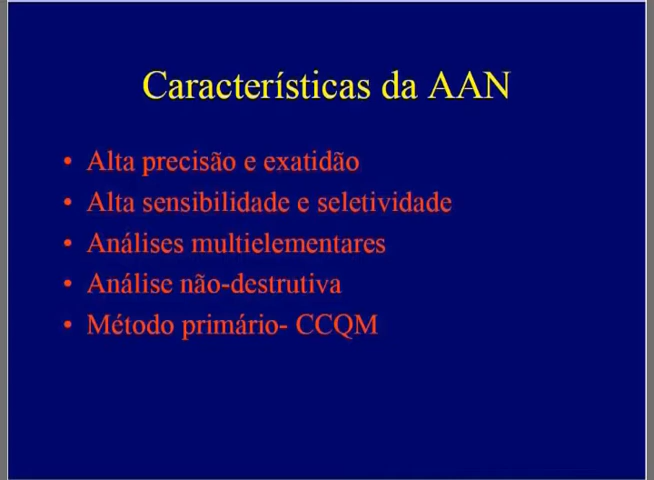 Características da AAN
• Alta precisão e exatidão
• Alta sensibilidade e seletividade
• Análises multielementares
• Análise não-destrutiva
• Método primário- CCQM